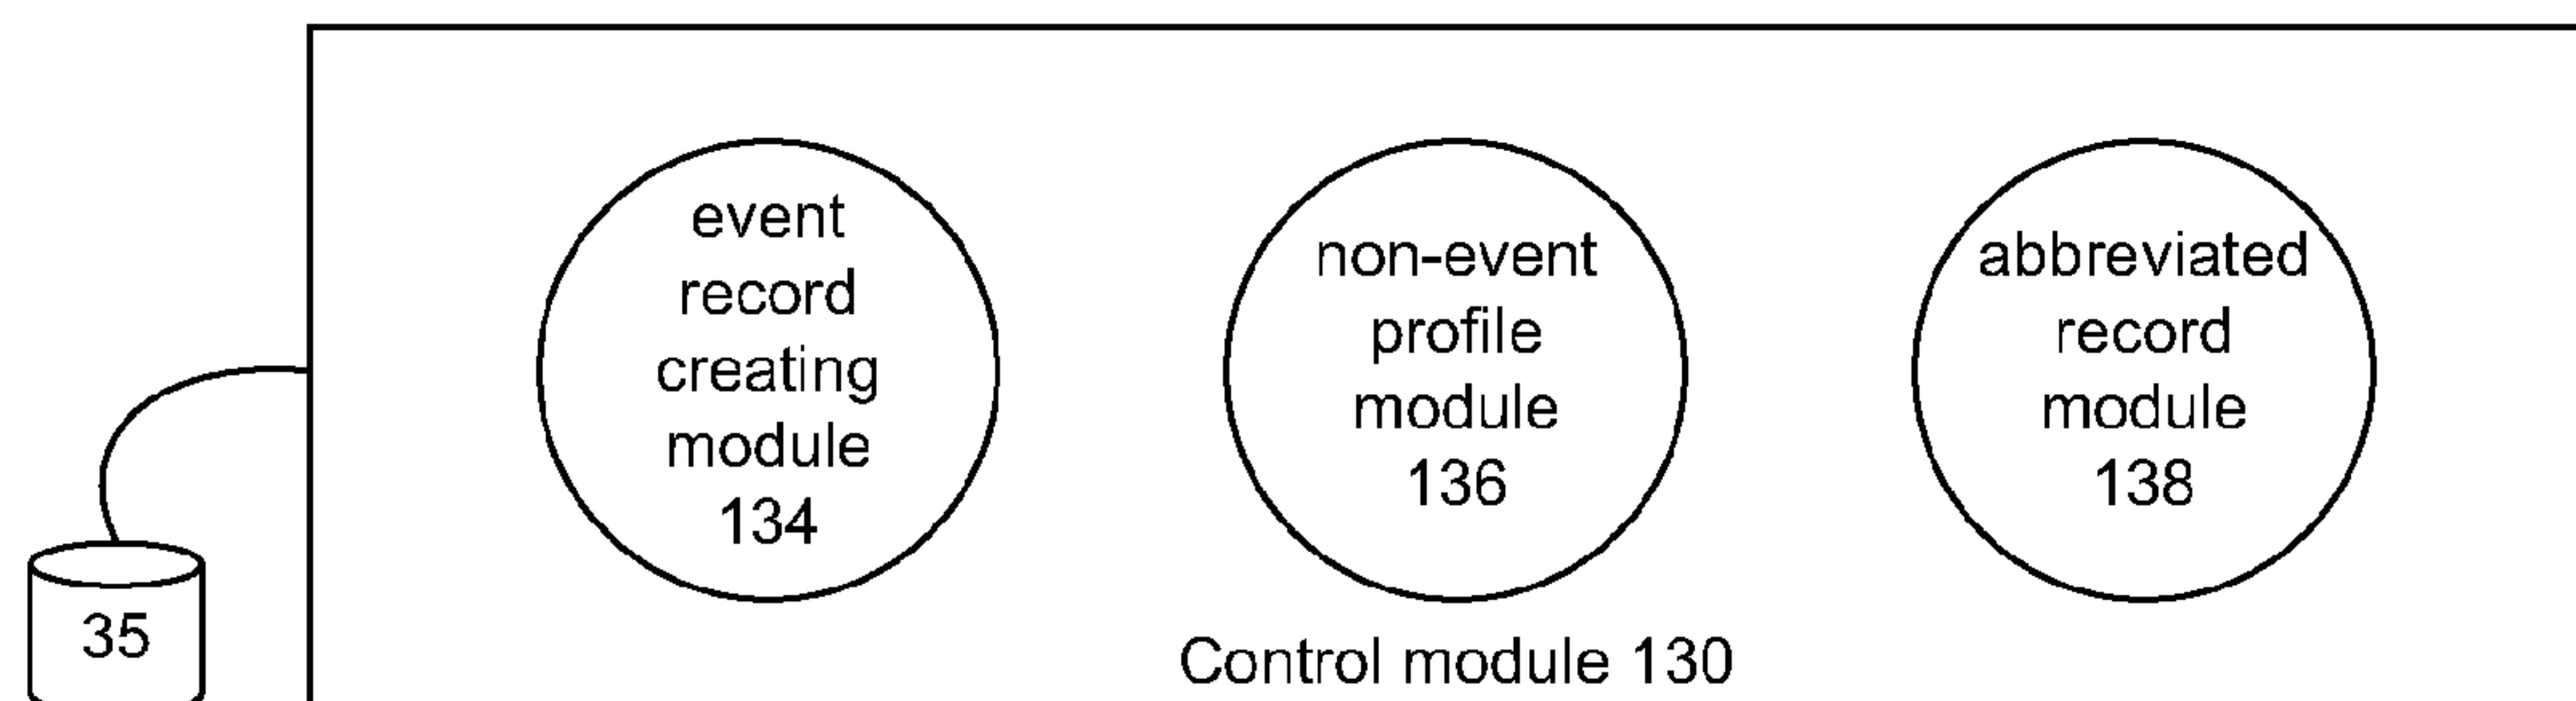 event
record
creating
module
134
non-event
profile
module
136
abbreviated
record
module
138
35
Control module 130